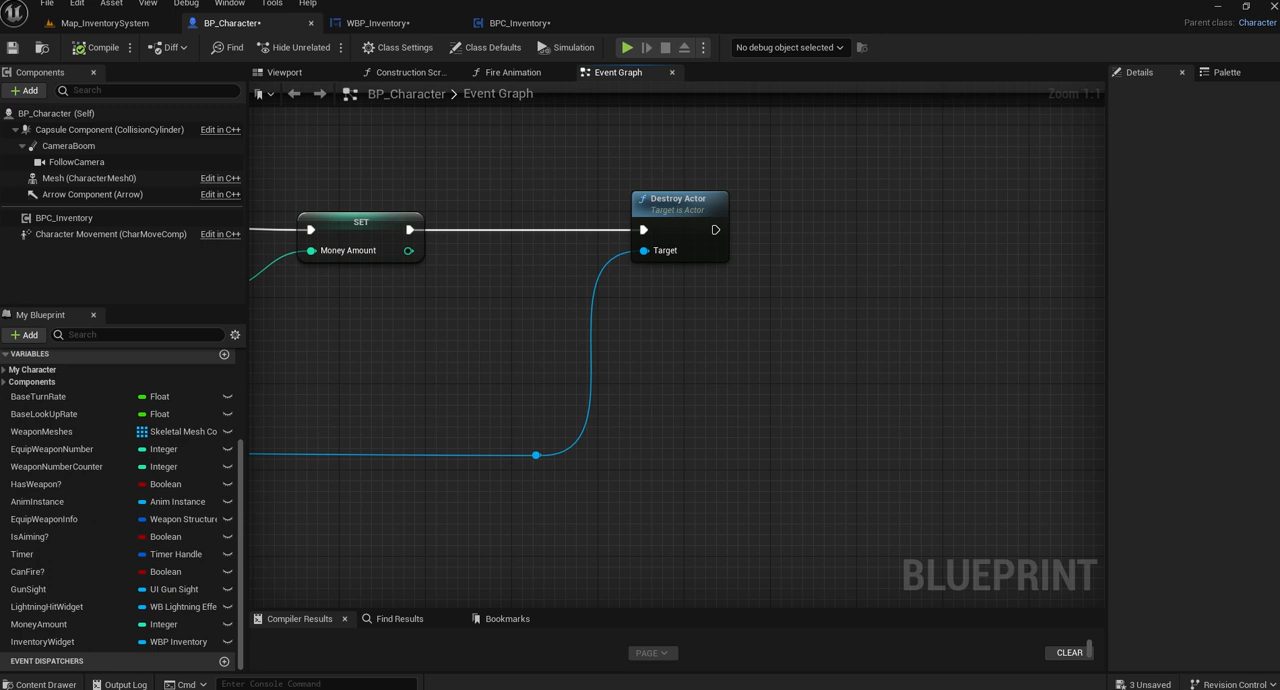 File Edit Asset View Debug Window Tools Help
Map_InventorySystem BP_Character* WBP_Inventory* BPC_Inventory*
Parent class: Character
Compile Diff Find Hide Unrelated Class Settings Class Defaults Simulation No debug object selected
Components
Viewport Construction Scr... Fire Animation Event Graph
Details Palette
Add Search
BP_Character > Event Graph
Zoom 1:1
BP_Character (Self)
Capsule Component (CollisionCylinder) Edit in C++
CameraBoom
FollowCamera
Mesh (CharacterMesh0) Edit in C++
Arrow Component (Arrow) Edit in C++
BPC_Inventory
Character Movement (CharMoveComp) Edit in C++
SET
Money Amount
Destroy Actor
Target is Actor
Target
My Blueprint
Add Search
VARIABLES
My Character
Components
BaseTurnRate Float
BaseLookUpRate Float
WeaponMeshes Skeletal Mesh Co
EquipWeaponNumber Integer
WeaponNumberCounter Integer
HasWeapon? Boolean
AnimInstance Anim Instance
EquipWeaponInfo Weapon Structure
IsAiming? Boolean
Timer Timer Handle
CanFire? Boolean
GunSight UI Gun Sight
LightningHitWidget WB Lightning Effe
MoneyAmount Integer
InventoryWidget WBP Inventory
EVENT DISPATCHERS
BLUEPRINT
Compiler Results Find Results Bookmarks
PAGE
CLEAR
Content Drawer Output Log Cmd Enter Console Command
3 Unsaved Revision Control